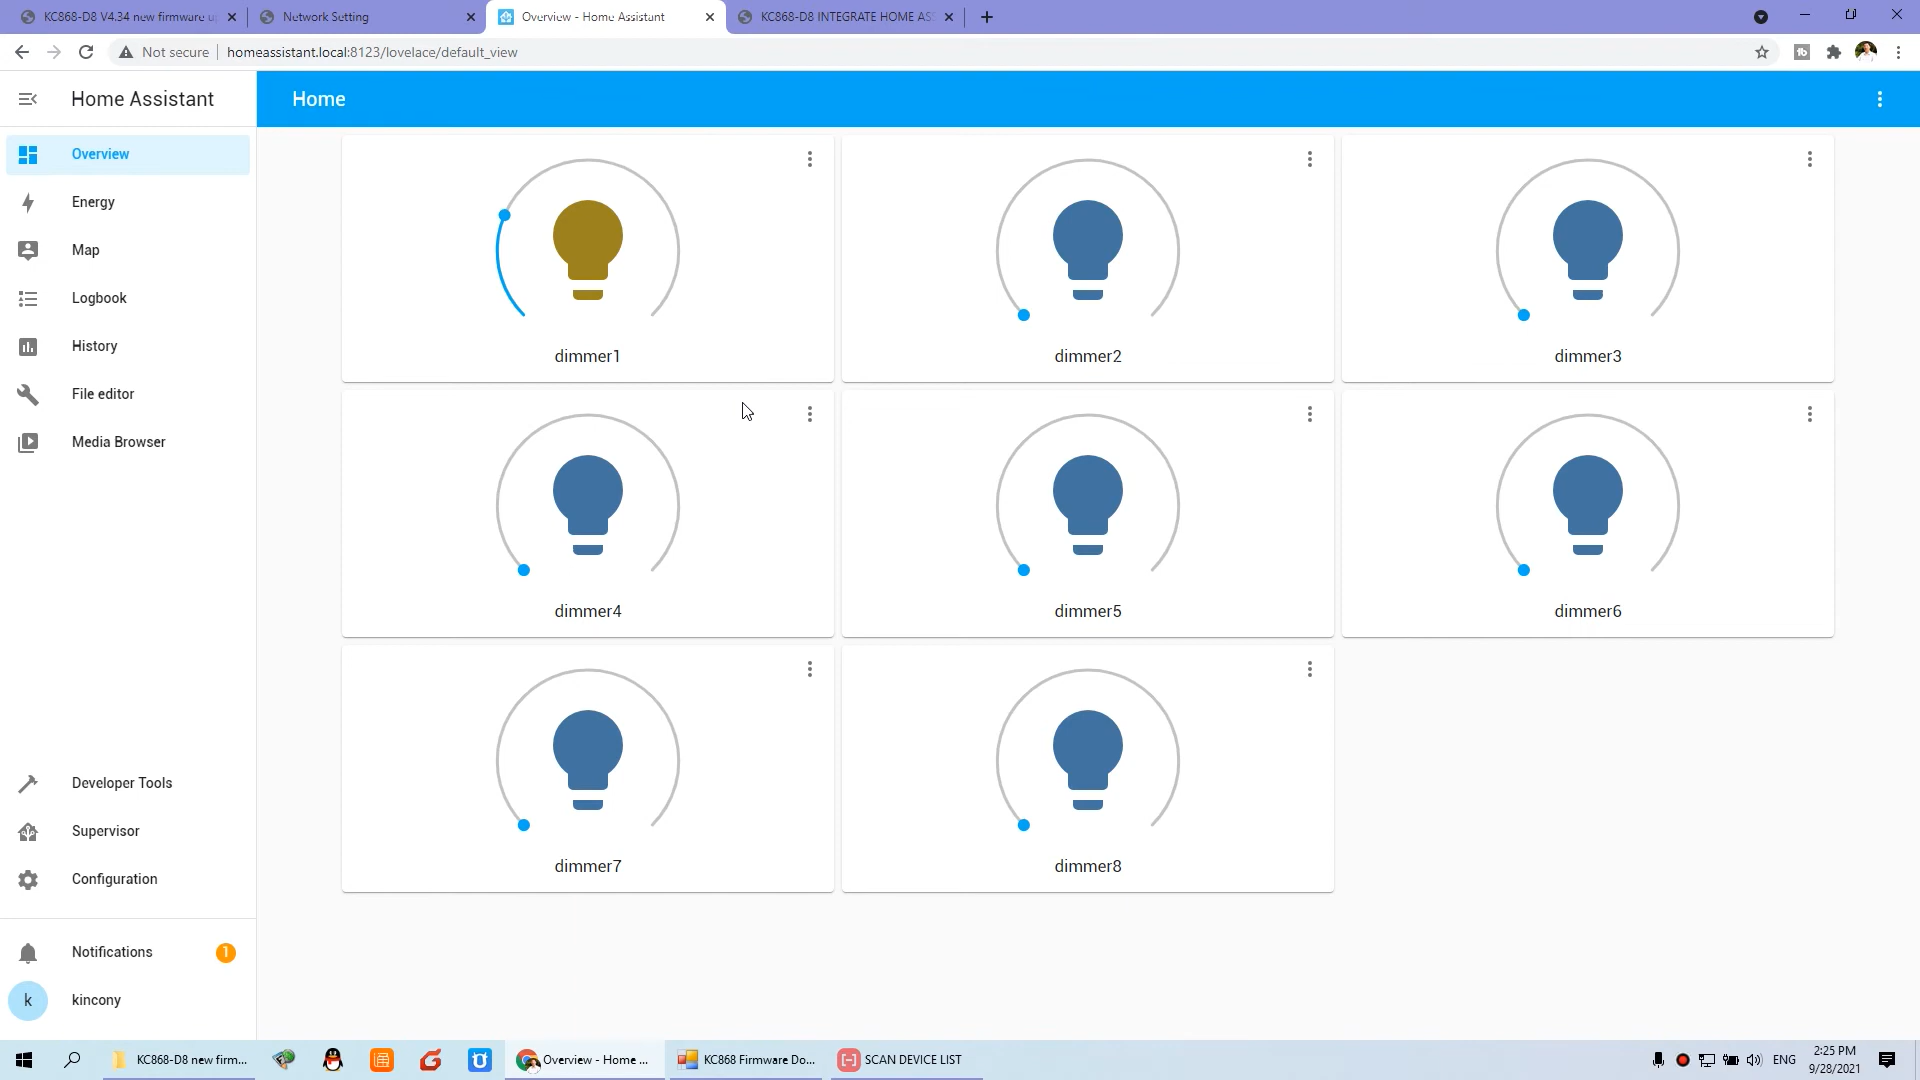 KC868-D8 V4.34 new firmware u
Network Setting
Overview - Home Assistant
KC868-D8 INTEGRATE HOME AS
Not secure
homeassistant.local:8123/lovelace/default_view
Home Assistant
Home
Overview
Energy
Map
Logbook
History
File editor
Media Browser
Developer Tools
Supervisor
Configuration
Notifications
1
k
kincony
dimmer1
dimmer2
dimmer3
dimmer4
dimmer5
dimmer6
dimmer7
dimmer8
KC868-D8 new firm...
Overview - Home ...
KC868 Firmware Do...
SCAN DEVICE LIST
ENG
2:25 PM
9/28/2021